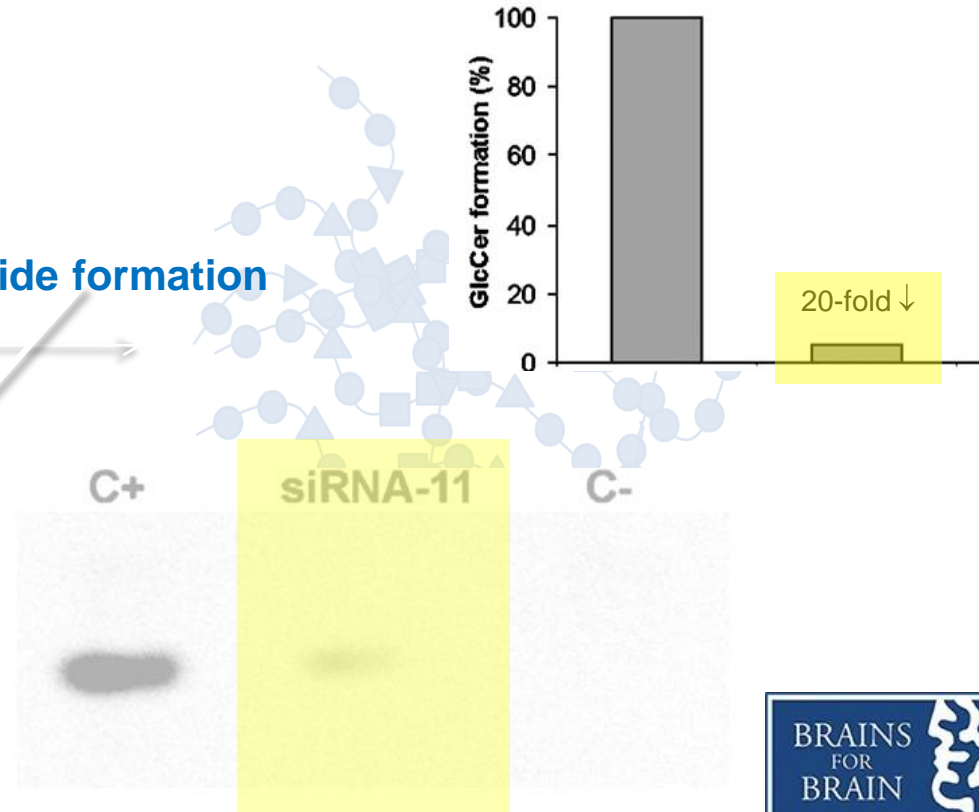 100
80
60
40
20
0
GlcCer formation (%)
20-fold ↓
ide formation
C+ siRNA-11 C-
BRAINS
FOR
BRAIN